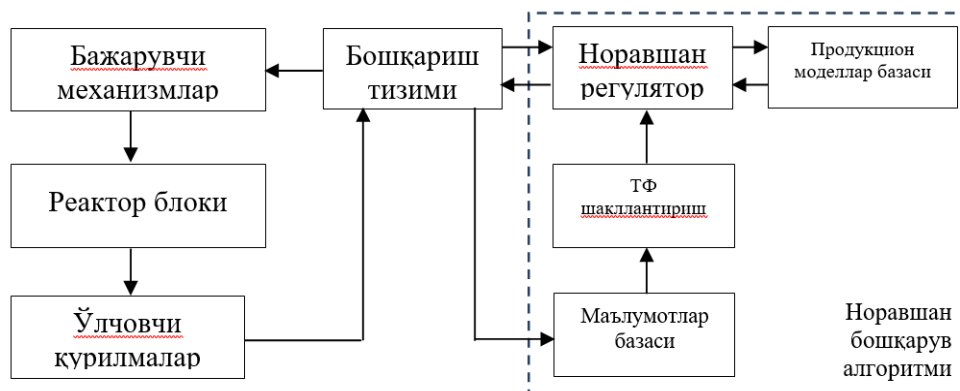 Бажарувчи
механизмлар
Бошқариш
тизими
Норавшан
регулятор
Продукцион
моделлар базаси
Реактор блоки
ТФ
шакллантириш
Ўлчовчи
қурилмалар
Маълумотлар
базаси
Норавшан
бошқарув
алгоритми